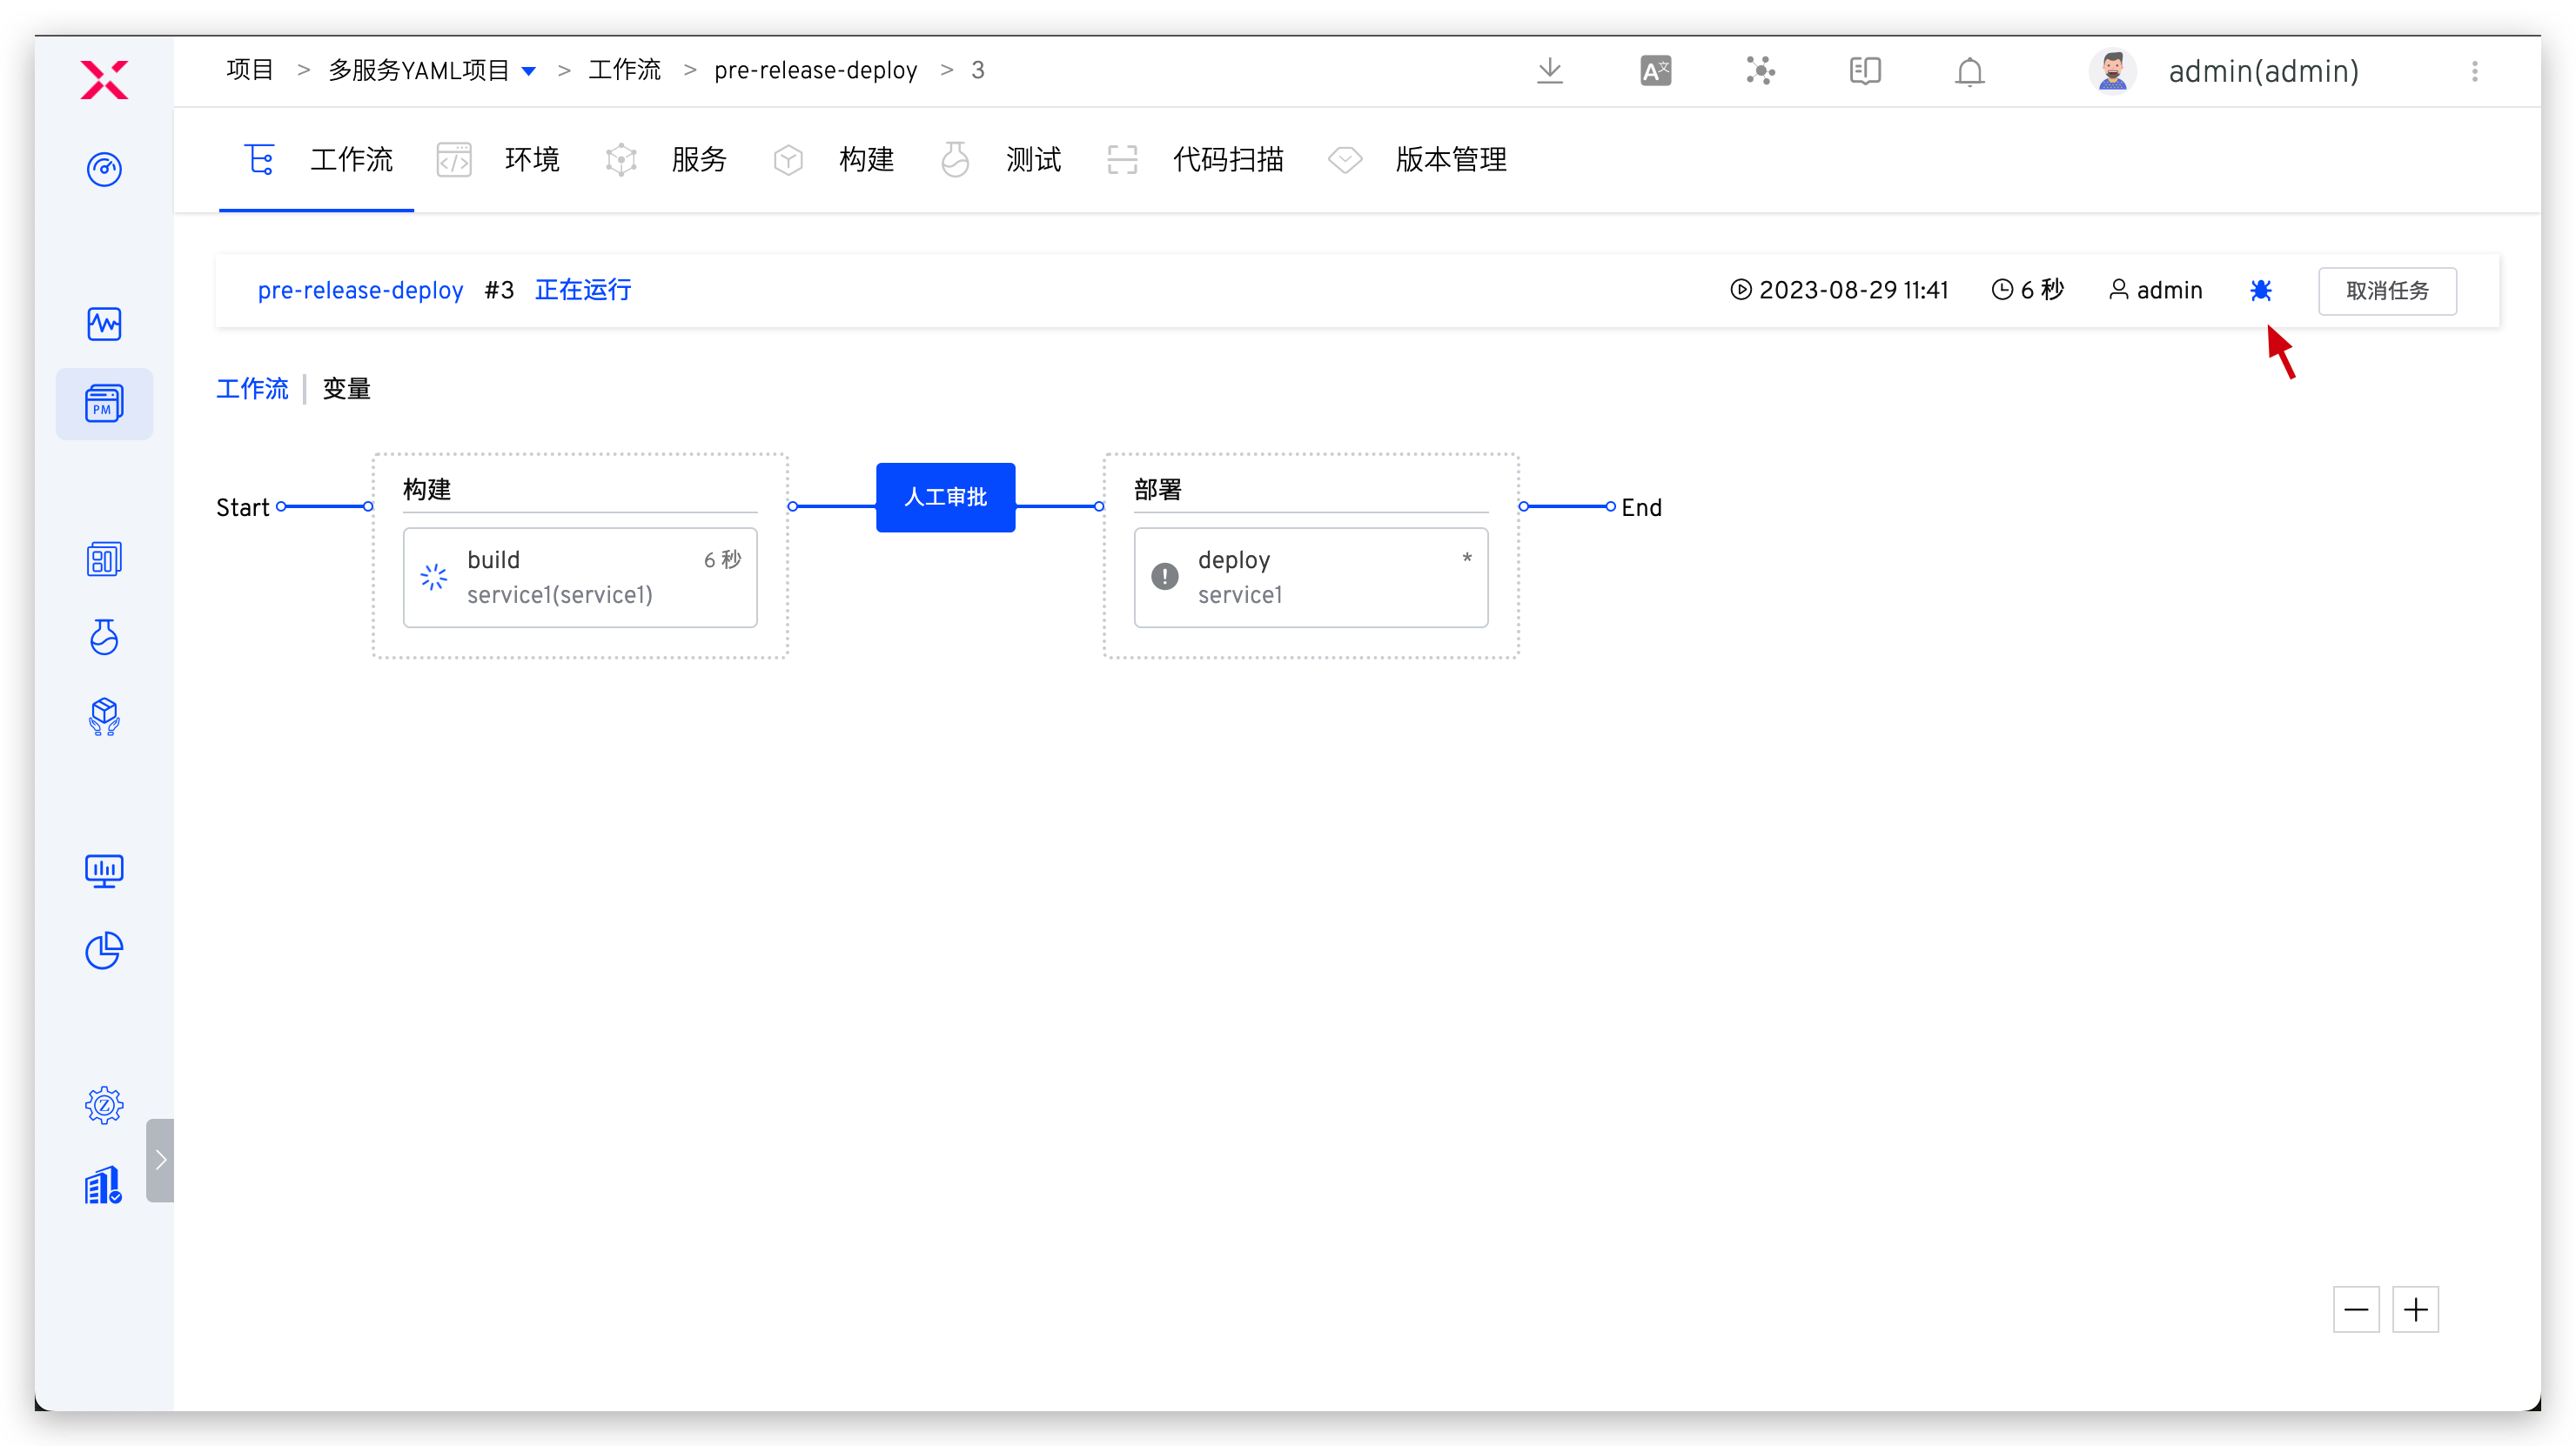 项目 > 多服务YAML项目 > 工作流 > pre-release-deploy > 3
admin(admin)
工作流 环境 服务 构建 测试 代码扫描 版本管理
PM
pre-release-deploy #3 正在运行 2023-08-29 11:41 6 秒 admin 取消任务
工作流 | 变量
Start
构建
build 6 秒
service1(service1)
人工审批
部署
deploy *
service1
End